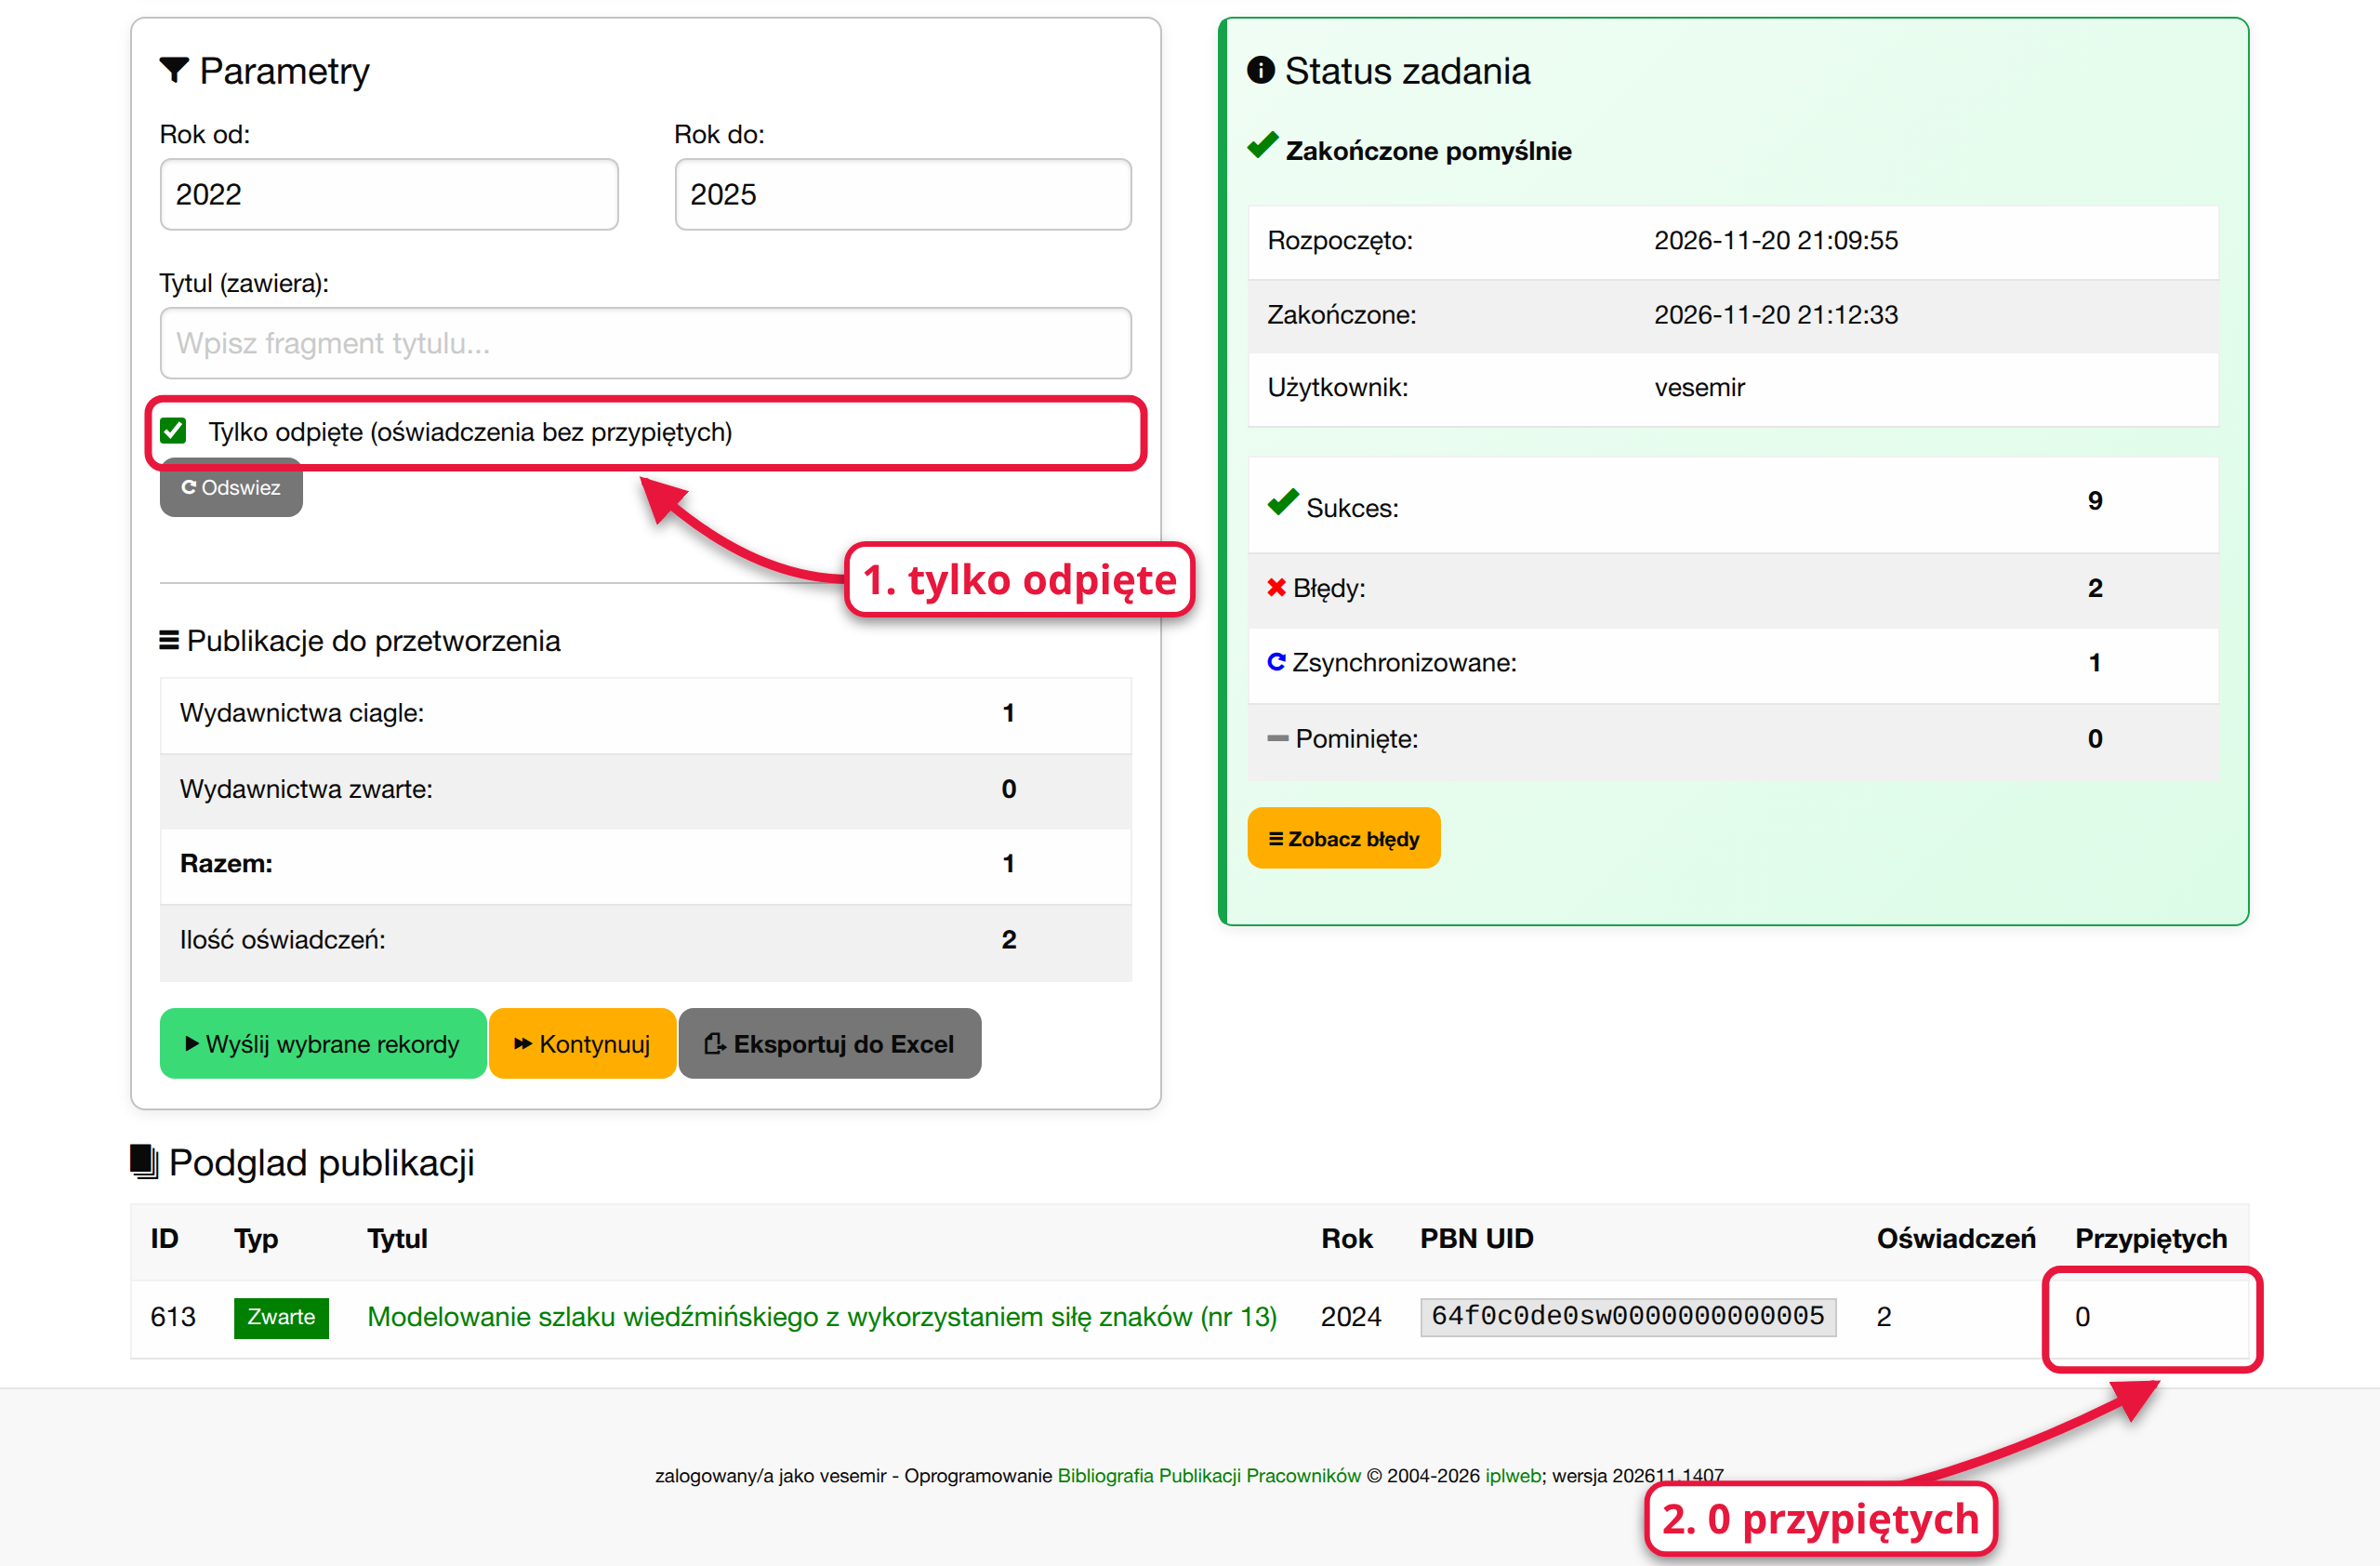 Parametry
Rok od:
Rok do:
2022
2025
Tytul (zawiera):
Wpisz fragment tytulu...
Tylko odpięte (oświadczenia bez przypiętych)
Odswiez
1. tylko odpięte
Publikacje do przetworzenia
Wydawnictwa ciagle: 1
Wydawnictwa zwarte: 0
Razem: 1
Ilość oświadczeń: 2
Wyślij wybrane rekordy
Kontynuuj
Eksportuj do Excel
Status zadania
Zakończone pomyślnie
Rozpoczęto: 2026-11-20 21:09:55
Zakończone: 2026-11-20 21:12:33
Użytkownik: vesemir
Sukces: 9
Błędy: 2
Zsynchronizowane: 1
Pominięte: 0
Zobacz błędy
Podglad publikacji
ID Typ Tytul Rok PBN UID Oświadczeń Przypiętych
613 Zwarte Modelowanie szlaku wiedźmińskiego z wykorzystaniem siłę znaków (nr 13) 2024 64f0c0de0sw0000000000005 2 0
zalogowany/a jako vesemir - Oprogramowanie Bibliografia Publikacji Pracowników © 2004-2026 iplweb; wersja 202611.1407
2. 0 przypiętych